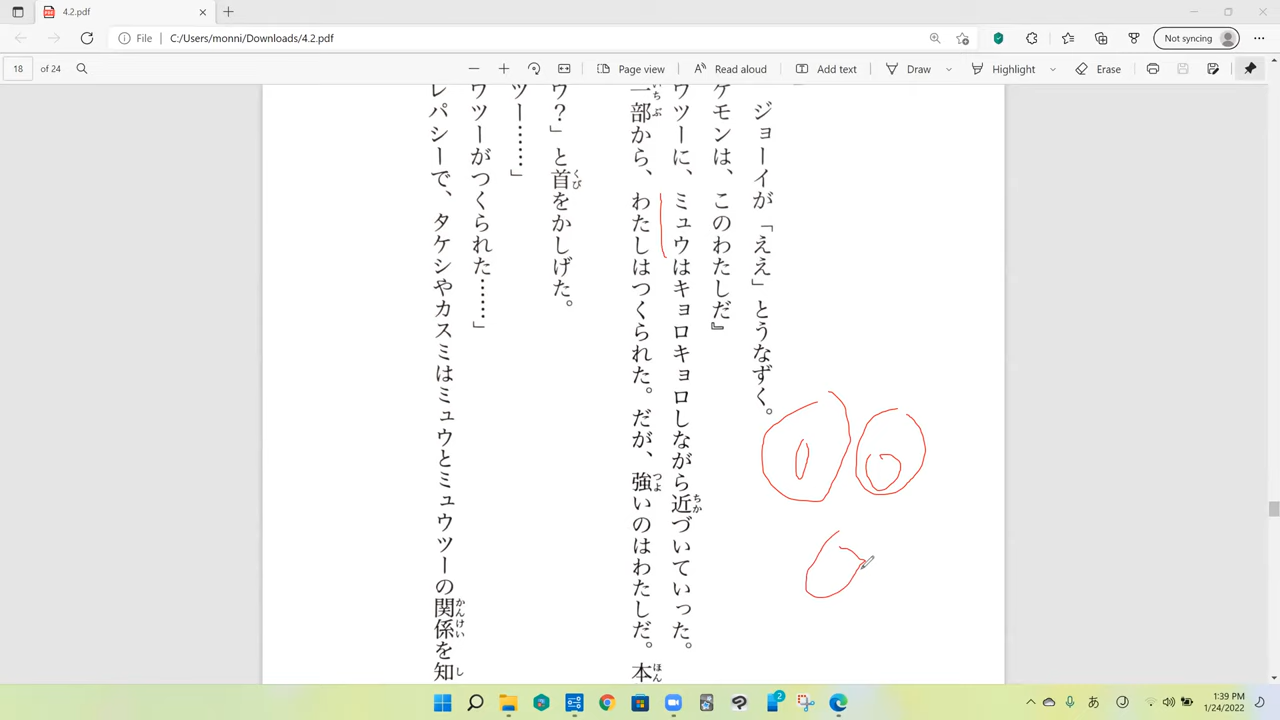 4.2.pdf
File
C:/Users/monni/Downloads/4.2.pdf
Not syncing
18 of 24
Page view
Read aloud
Add text
Draw
Highlight
Erase
ジョーイが「ええ」とうなずく。
ケモンは、このわたしだ』
ウツーに、ミュウはキョロキョロしながら近づいていった。
一部から、わたしはつくられた。だが、強いのはわたしだ。本
ウ?」と首をかしげた。
ツー……」
ウツーがつくられた……」
レパシーで、タケシやカスミはミュウとミュウツーの関係を知
2
あ
1:39 PM
1/24/2022